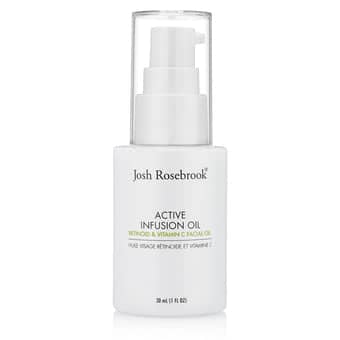 Josh Rosebrook®
ACTIVE
INFUSION OIL
RETINOID & VITAMIN C FACIAL OIL
HUILE VISAGE RÉTINOÏDE ET VITAMINE C
30 mL (1 fl OZ)